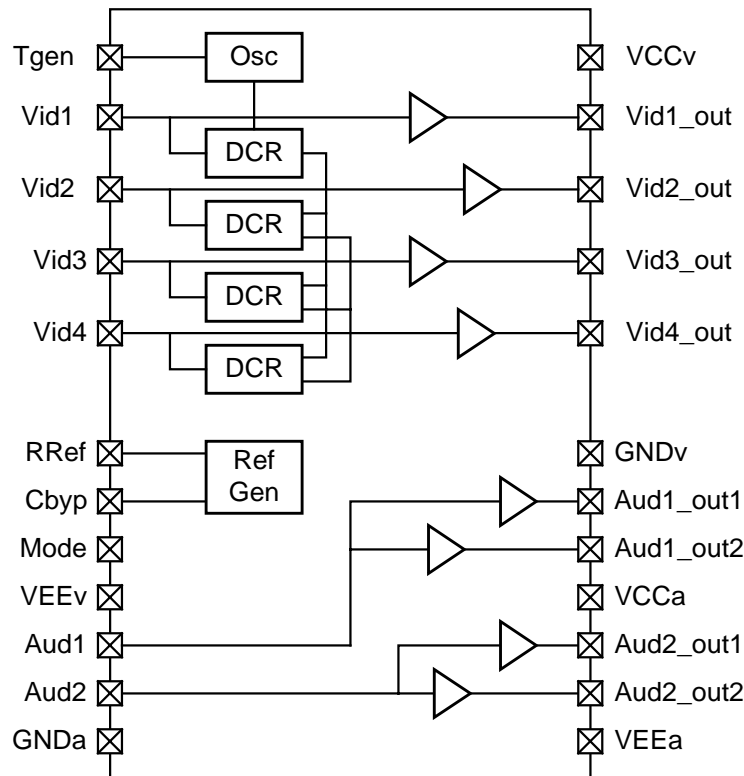 Tgen
Osc
VCCv
Vid1
Vid1_out
DCR
Vid2
Vid2_out
DCR
Vid3
Vid3_out
DCR
Vid4
Vid4_out
DCR
RRef
Ref
Gen
GNDv
Cbyp
Aud1_out1
Mode
Aud1_out2
VEEv
VCCa
Aud1
Aud2_out1
Aud2
Aud2_out2
GNDa
VEEa